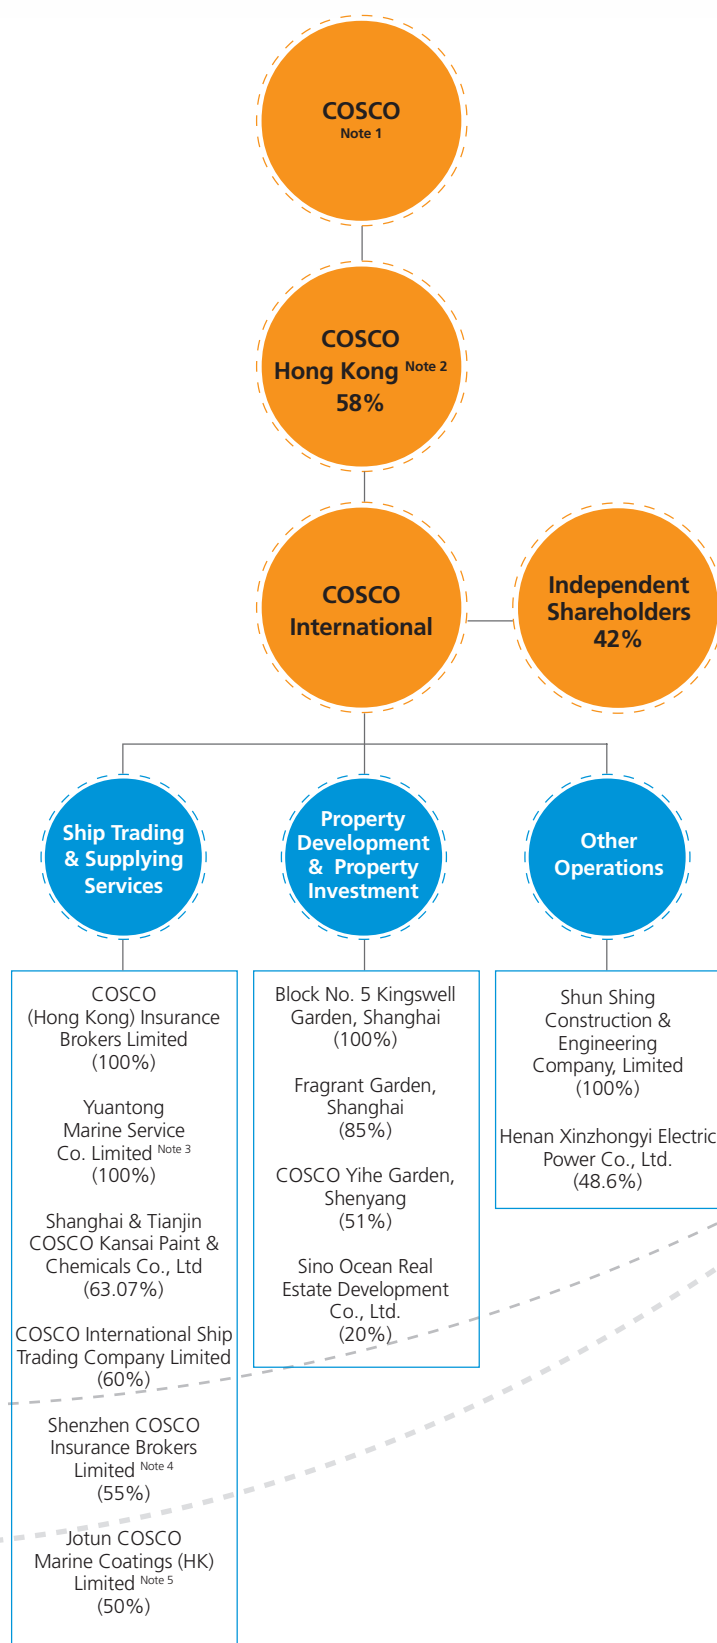 COSCO
Note 1
COSCO
Hong Kong Note 2
58%
COSCO
International
Independent
Shareholders
42%
Ship Trading
& Supplying
Services
Property
Development
& Property
Investment
Other
Operations
COSCO
(Hong Kong) Insurance
Brokers Limited
(100%)
Yuantong
Marine Service
Co. Limited Note 3
(100%)
Shanghai & Tianjin
COSCO Kansai Paint &
Chemicals Co., Ltd
(63.07%)
COSCO International Ship
Trading Company Limited
(60%)
Shenzhen COSCO
Insurance Brokers
Limited Note 4
(55%)
Jotun COSCO
Marine Coatings (HK)
Limited Note 5
(50%)
Block No. 5 Kingswell
Garden, Shanghai
(100%)
Fragrant Garden,
Shanghai
(85%)
COSCO Yihe Garden,
Shenyang
(51%)
Sino Ocean Real
Estate Development
Co., Ltd.
(20%)
Shun Shing
Construction &
Engineering
Company, Limited
(100%)
Henan Xinzhongyi Electric
Power Co., Ltd.
(48.6%)